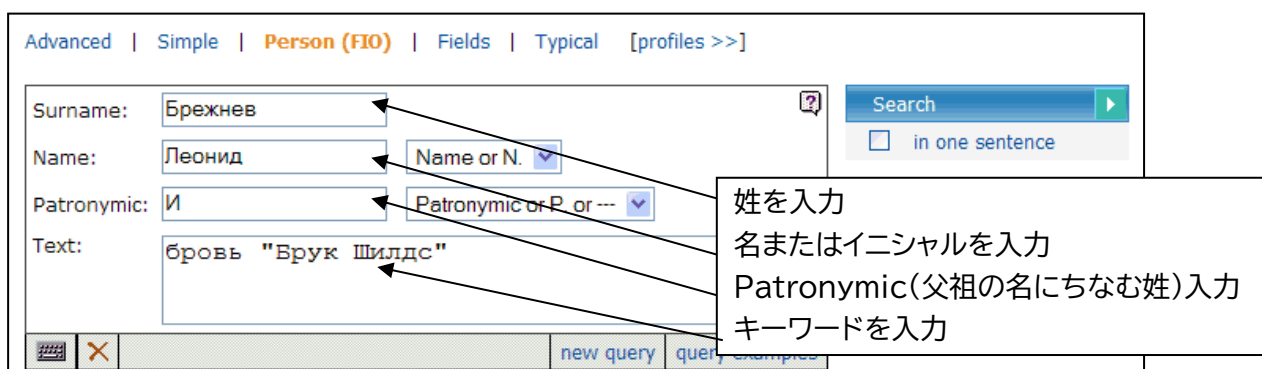 Advanced | Simple | Person (FIO) | Fields | Typical [profiles >>]
Surname: Брежнев
Search
in one sentence
Name: Леонид Name or N.
Patronymic: И Patronymic or P. or ---
Text: бровь "Брук Шилдс"
姓を入力
名またはイニシャルを入力
Patronymic(父祖の名にちなむ姓)入力
キーワードを入力
new query query examples